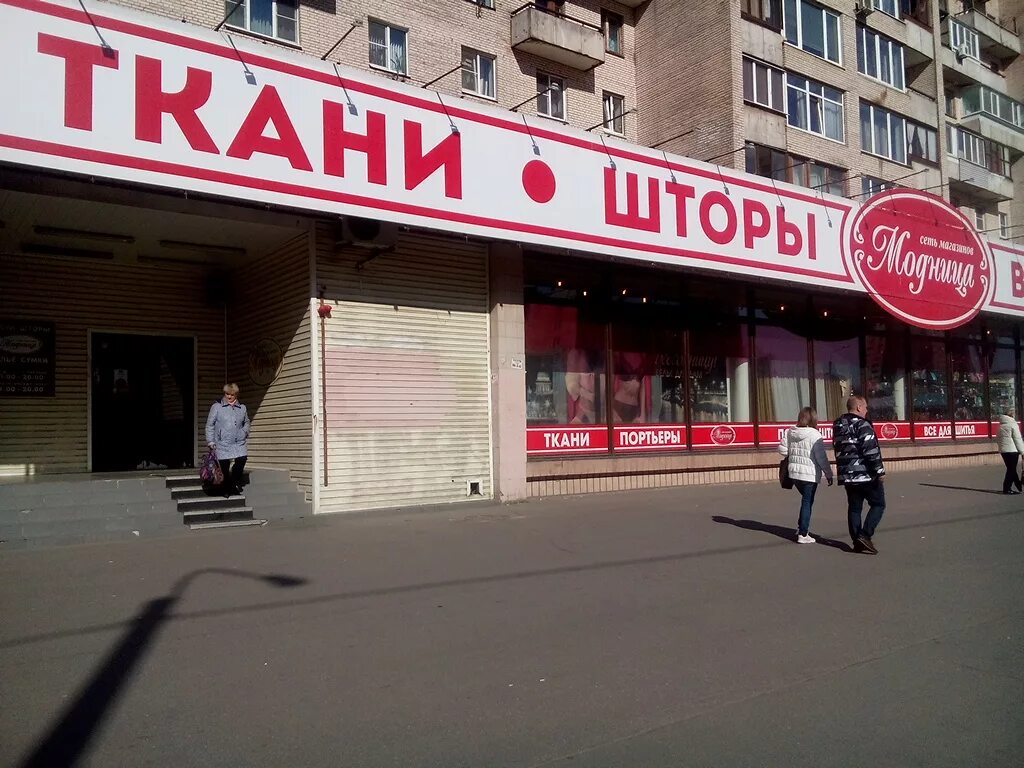 ТКАНИ • ШТОРЫ
сеть магазинов
Модница
В
ТКАНИ
ПОРТЬЕРЫ
ВСЕ ДЛЯ ШИТЬЯ